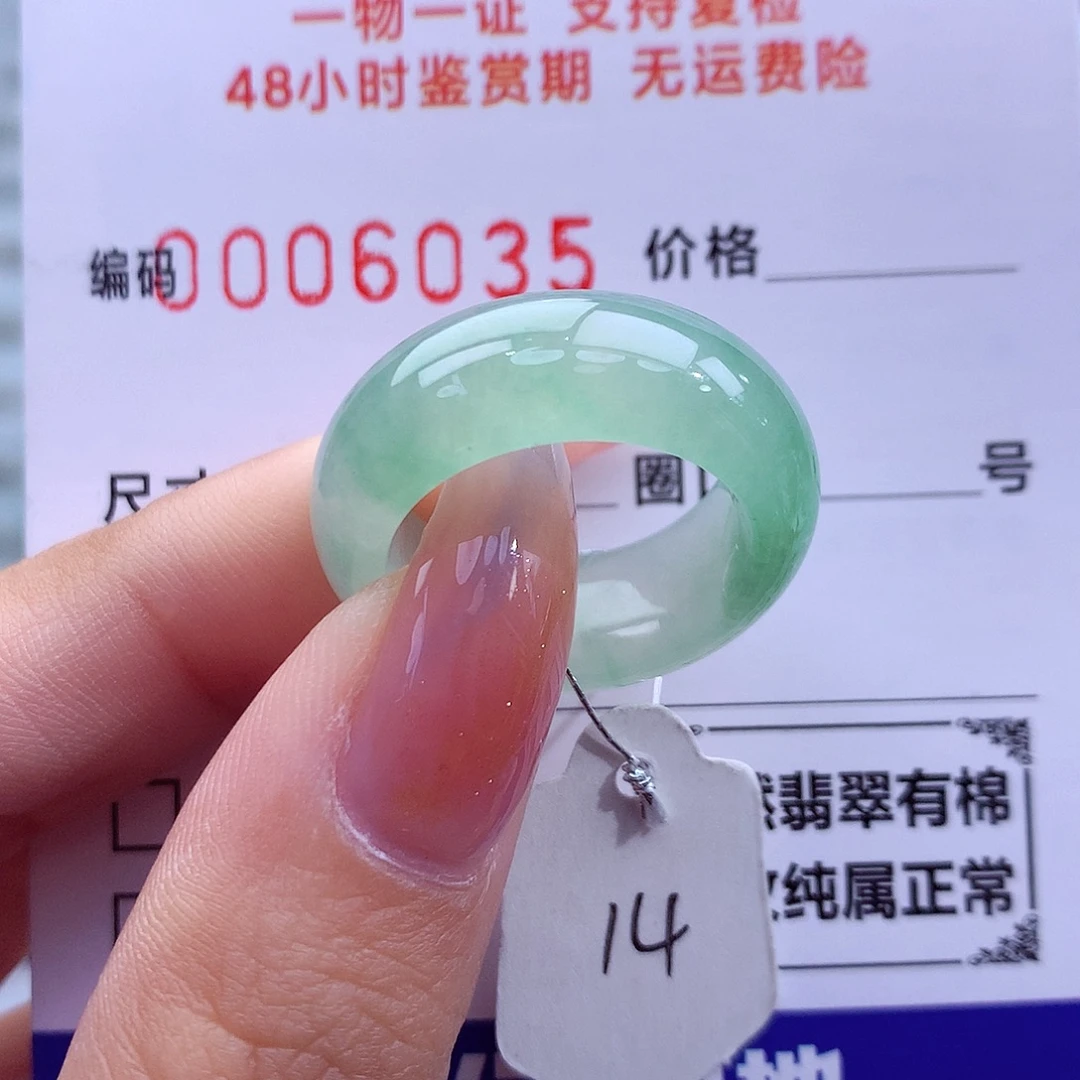 一物一证 支持复检
48小时鉴赏期 无运费险
编码0006035 价格
尺寸 圈口 号
然翡翠有棉
纹纯属正常
14